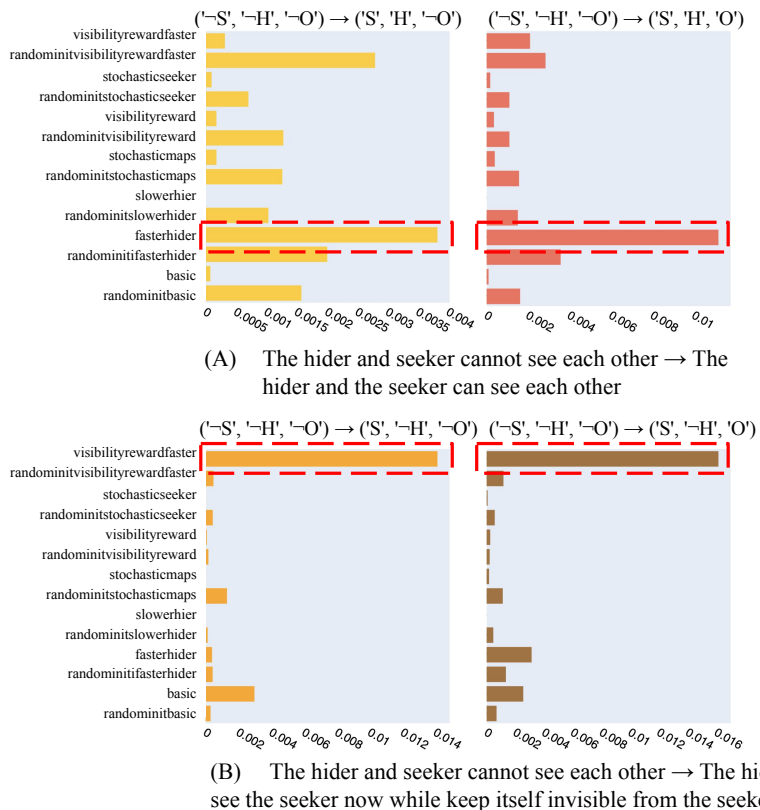 ('¬S', '¬H', '¬O') → ('S', 'H', '¬O')
('¬S', '¬H', '¬O') → ('S', 'H', 'O')
visibilityrewardfaster
randominitvisibilityrewardfaster
stochasticseeker
randominitstochasticseeker
visibilityreward
randominitvisibilityreward
stochasticmaps
randominitstochasticmaps
slowerhier
randominitslowerhider
fasterhider
randominitifasterhider
basic
randominitbasic
0 0.0005 0.001 0.0015 0.002 0.0025 0.003 0.0035 0.004
0 0.002 0.004 0.006 0.008 0.01
(A) The hider and seeker cannot see each other → The
hider and the seeker can see each other
('¬S', '¬H', '¬O') → ('S', '¬H', '¬O')
('¬S', '¬H', '¬O') → ('S', '¬H', 'O')
visibilityrewardfaster
randominitvisibilityrewardfaster
stochasticseeker
randominitstochasticseeker
visibilityreward
randominitvisibilityreward
stochasticmaps
randominitstochasticmaps
slowerhier
randominitslowerhider
fasterhider
randominitifasterhider
basic
randominitbasic
0 0.002 0.004 0.006 0.008 0.01 0.012 0.014
0 0.002 0.004 0.006 0.008 0.01 0.012 0.014 0.016
(B) The hider and seeker cannot see each other → The
see the seeker now while keep itself invisible from the